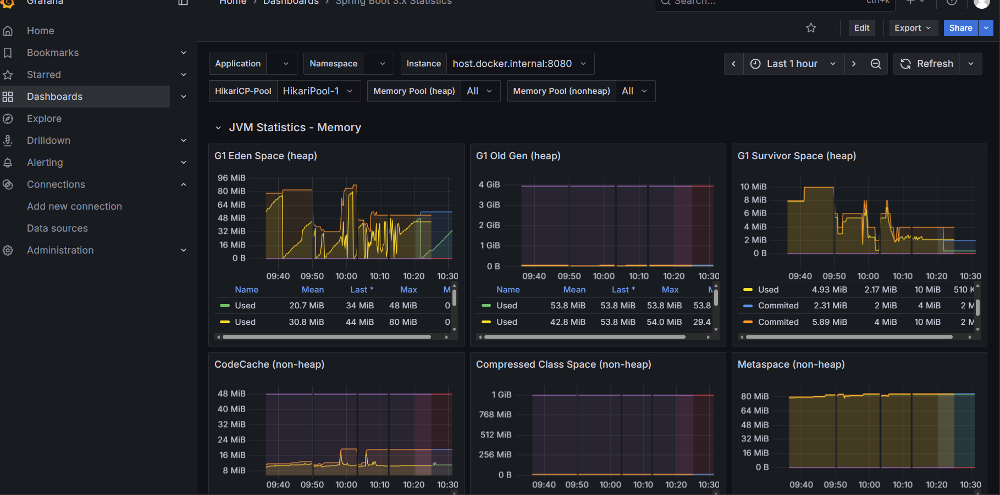 Grafana
Home › Dashboards › Spring Boot 3.x Statistics
Search...
ctrl+k
Home
Bookmarks
Starred
Dashboards
Explore
Drilldown
Alerting
Connections
Add new connection
Data sources
Administration
Edit
Export
Share
Application
Namespace
Instance host.docker.internal:8080
Last 1 hour
Refresh
HikariCP-Pool HikariPool-1
Memory Pool (heap) All
Memory Pool (nonheap) All
JVM Statistics - Memory
G1 Eden Space (heap)
96 MiB
80 MiB
64 MiB
48 MiB
32 MiB
16 MiB
0 B
09:40 09:50 10:00 10:10 10:20 10:30
Name Mean Last * Max M
Used 20.7 MiB 34 MiB 48 MiB 0
Used 30.8 MiB 44 MiB 80 MiB 0
G1 Old Gen (heap)
4 GiB
3 GiB
2 GiB
1 GiB
0 B
09:40 09:50 10:00 10:10 10:20 10:30
Name Mean Last * Max M
Used 53.8 MiB 53.8 MiB 53.8 MiB 53.8
Used 42.8 MiB 53.8 MiB 54.0 MiB 29.4
G1 Survivor Space (heap)
10 MiB
8 MiB
6 MiB
4 MiB
2 MiB
0 B
09:40 09:50 10:00 10:10 10:20 10:30
Used 4.93 MiB 2.17 MiB 10 MiB 510 K
Commited 2.31 MiB 2 MiB 4 MiB 2 M
Commited 5.89 MiB 4 MiB 10 MiB 2 M
CodeCache (non-heap)
48 MiB
40 MiB
32 MiB
24 MiB
16 MiB
8 MiB
09:40 09:50 10:00 10:10 10:20 10:30
Compressed Class Space (non-heap)
1 GiB
768 MiB
512 MiB
256 MiB
0 B
09:40 09:50 10:00 10:10 10:20 10:30
Metaspace (non-heap)
80 MiB
64 MiB
48 MiB
32 MiB
16 MiB
0 B
09:40 09:50 10:00 10:10 10:20 10:30